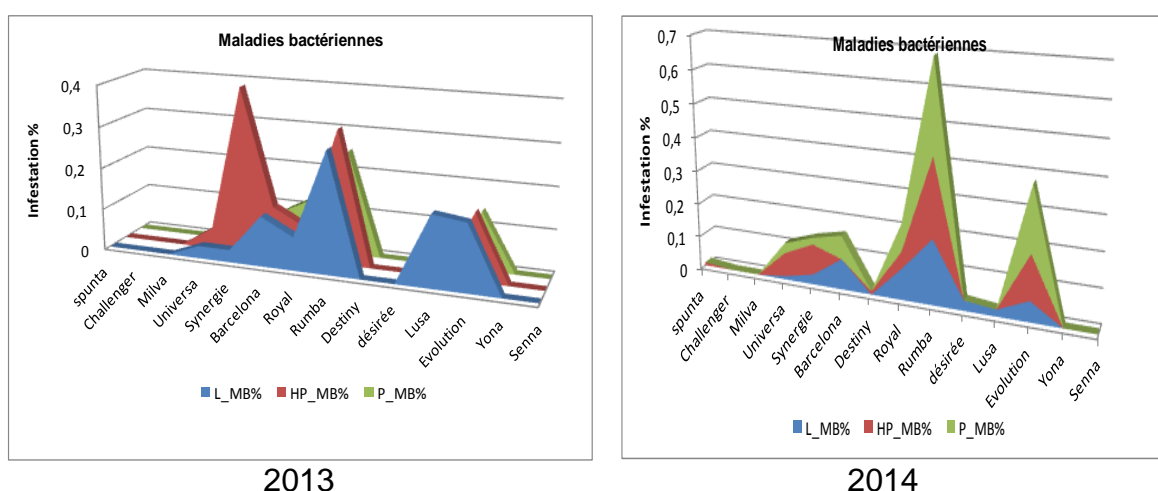 Maladies bactériennes
Infestation %
0,4
0,3
0,2
0,1
0
spunta
Challenger
Milva
Universa
Synergie
Barcelona
Royal
Rumba
Destiny
désirée
Lusa
Evolution
Yona
Senna
L_MB% HP_MB% P_MB%
2013
Maladies bactériennes
Infestation %
0,7
0,6
0,5
0,4
0,3
0,2
0,1
0
spunta
Challenger
Milva
Universa
Synergie
Barcelona
Destiny
Royal
Rumba
désirée
Lusa
Evolution
Yona
Senna
L_MB% HP_MB% P_MB%
2014